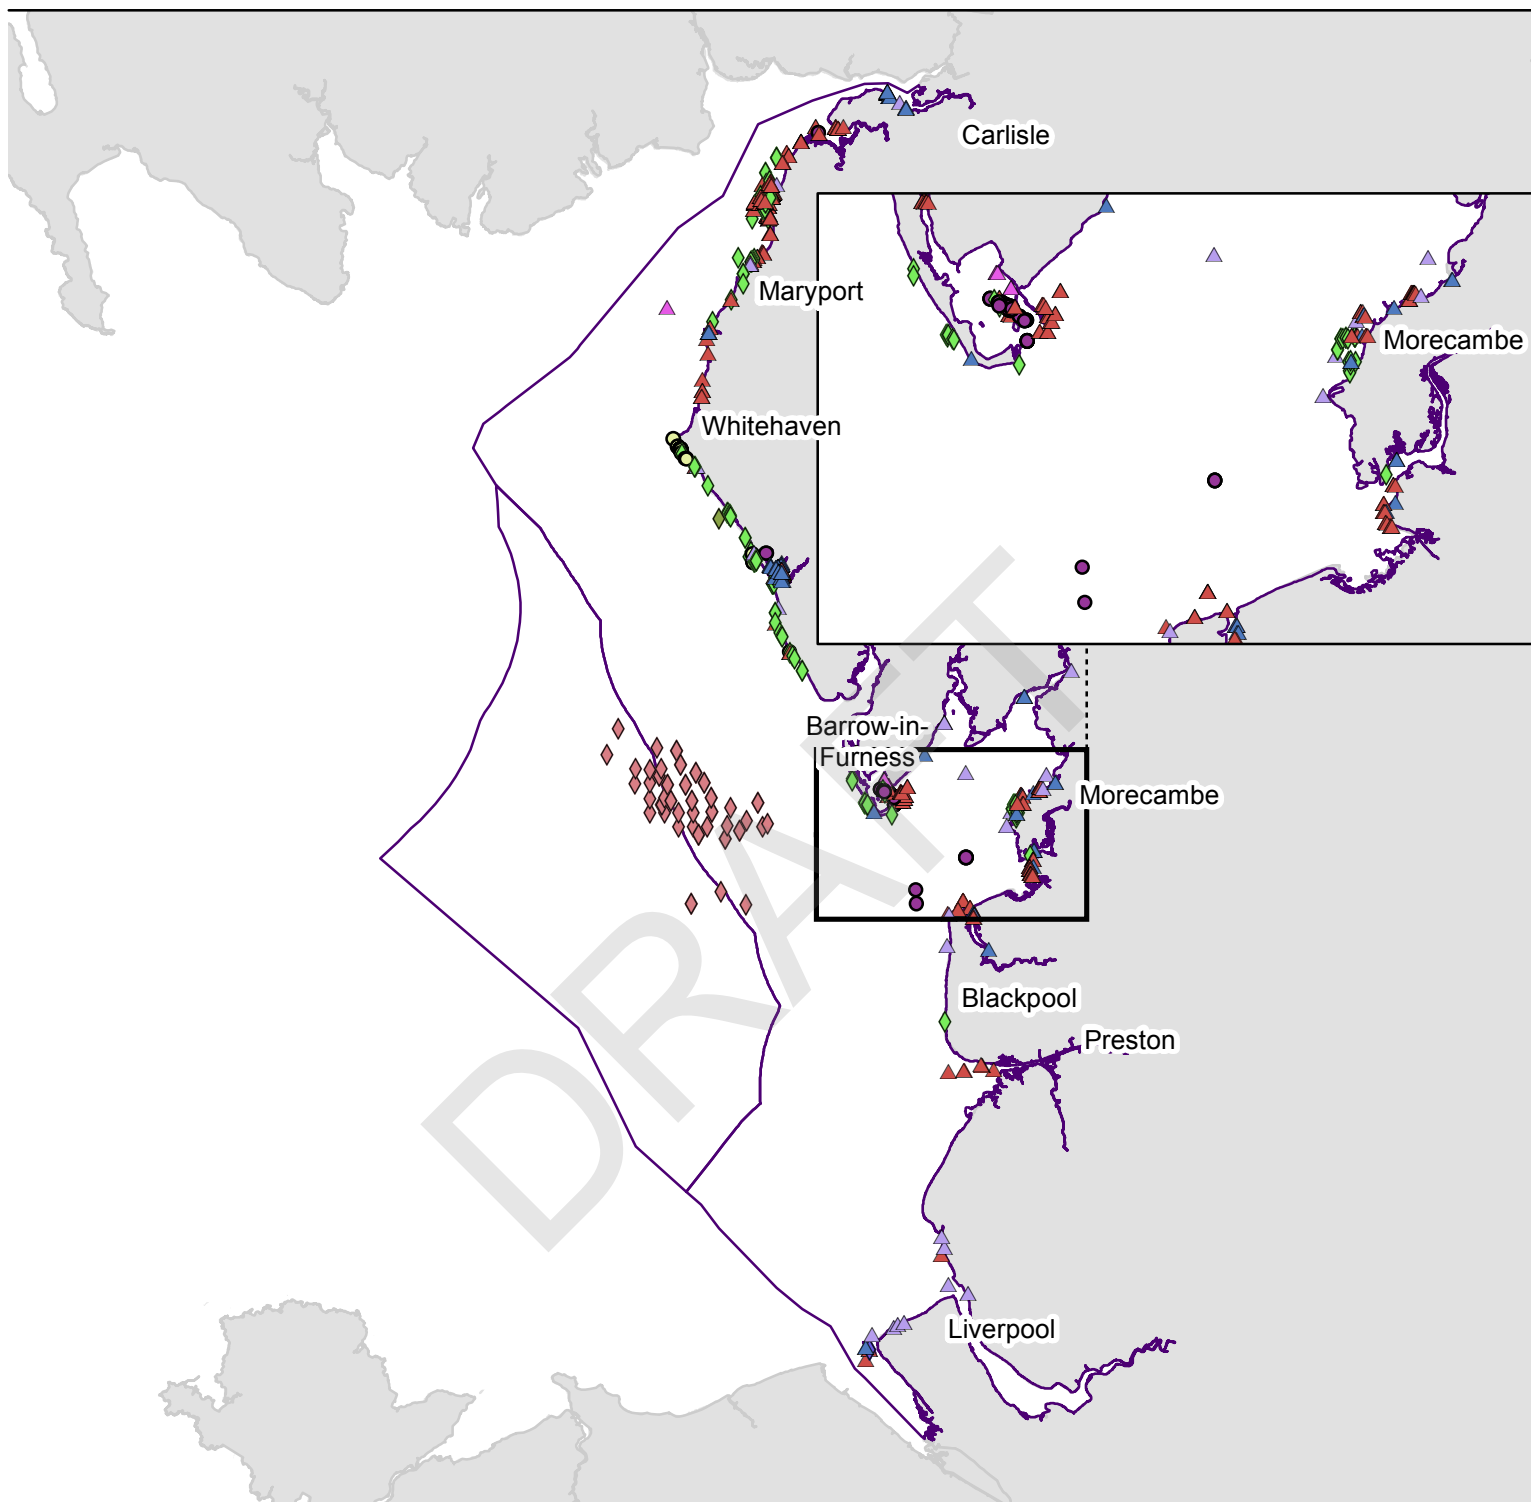 Carlisle
Maryport
Morecambe
Whitehaven
Barrow-in-
Furness
Morecambe
Blackpool
Preston
Liverpool
DRAFT